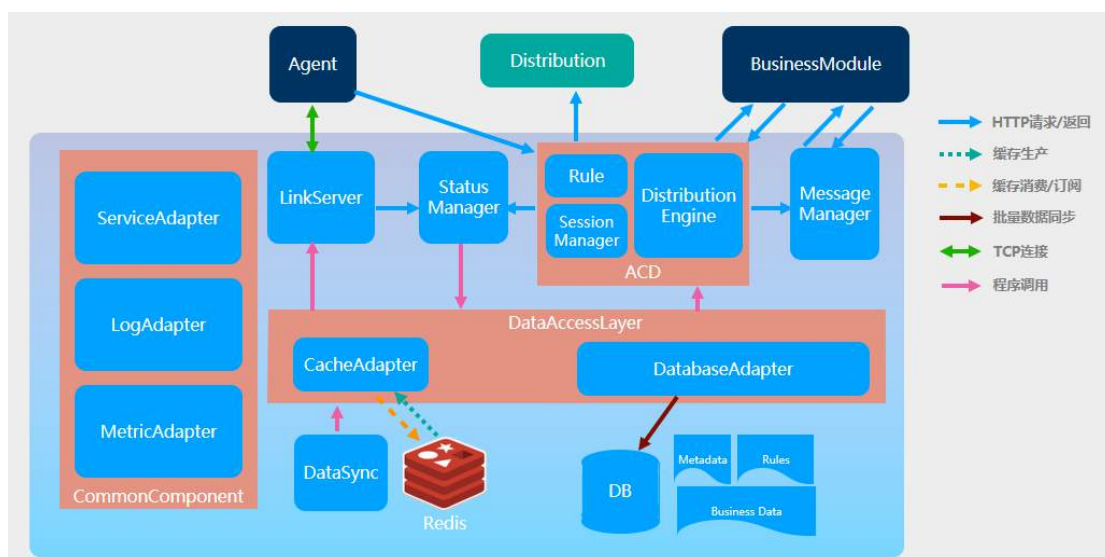 Agent
Distribution
BusinessModule
HTTP请求/返回
缓存生产
缓存消费/订阅
批量数据同步
TCP连接
程序调用
ServiceAdapter
LogAdapter
MetricAdapter
CommonComponent
LinkServer
Status
Manager
Rule
Session
Manager
Distribution
Engine
ACD
Message
Manager
DataAccessLayer
CacheAdapter
DatabaseAdapter
DataSync
Redis
DB
Metadata
Rules
Business Data